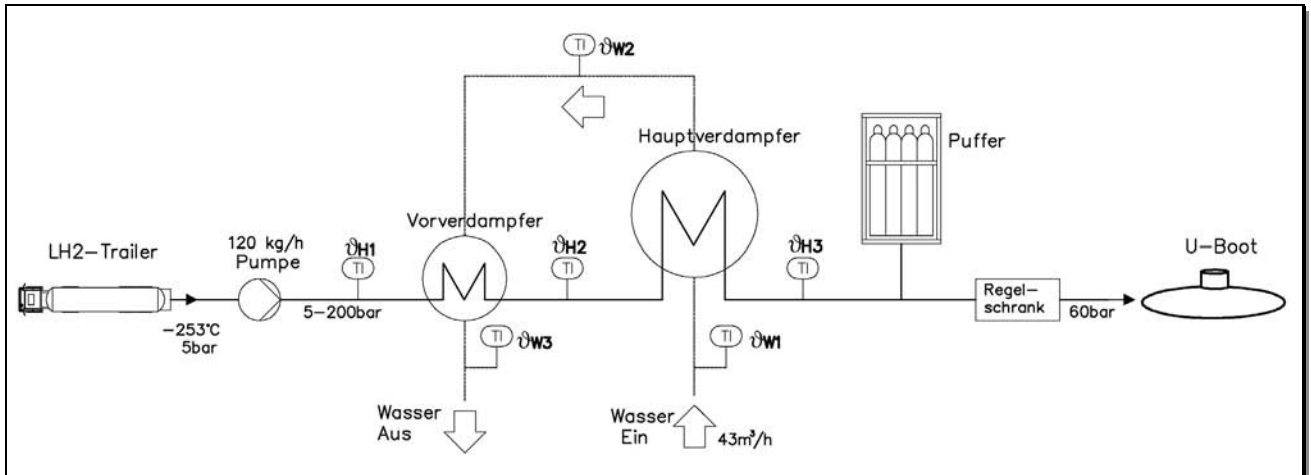 TI ϑW2
Hauptverdampfer
Puffer
Vorverdampfer
LH2-Trailer
120 kg/h
Pumpe
ϑH1
TI
ϑH2
TI
ϑH3
TI
U-Boot
-253°C
5bar
5-200bar
Regel-
schrank
60bar
TI ϑW3
TI ϑW1
Wasser
Aus
Wasser
Ein
43m³/h